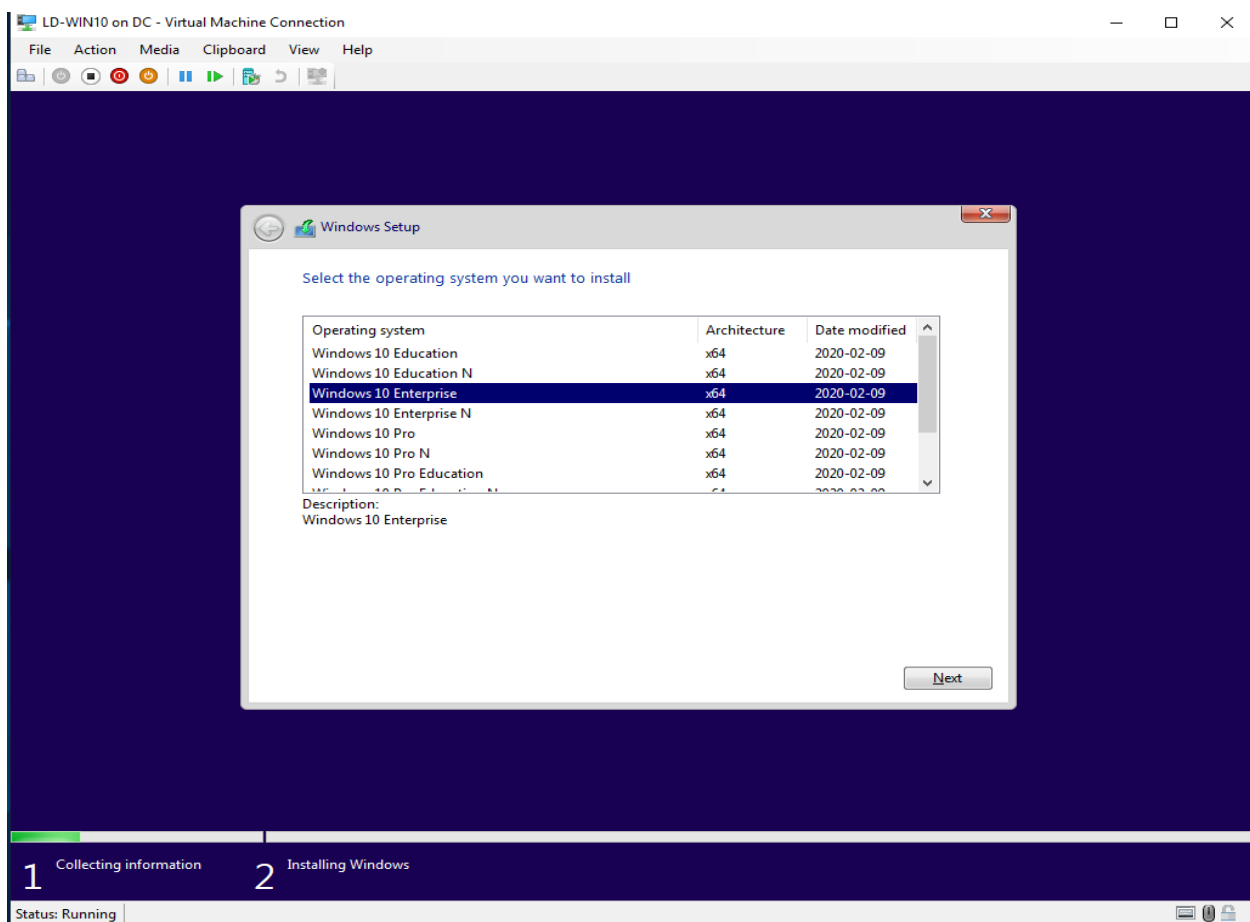 LD-WIN10 on DC - Virtual Machine Connection
File Action Media Clipboard View Help
Windows Setup
Select the operating system you want to install
Operating system Architecture Date modified
Windows 10 Education x64 2020-02-09
Windows 10 Education N x64 2020-02-09
Windows 10 Enterprise x64 2020-02-09
Windows 10 Enterprise N x64 2020-02-09
Windows 10 Pro x64 2020-02-09
Windows 10 Pro N x64 2020-02-09
Windows 10 Pro Education x64 2020-02-09
Description:
Windows 10 Enterprise
Next
1 Collecting information 2 Installing Windows
Status: Running